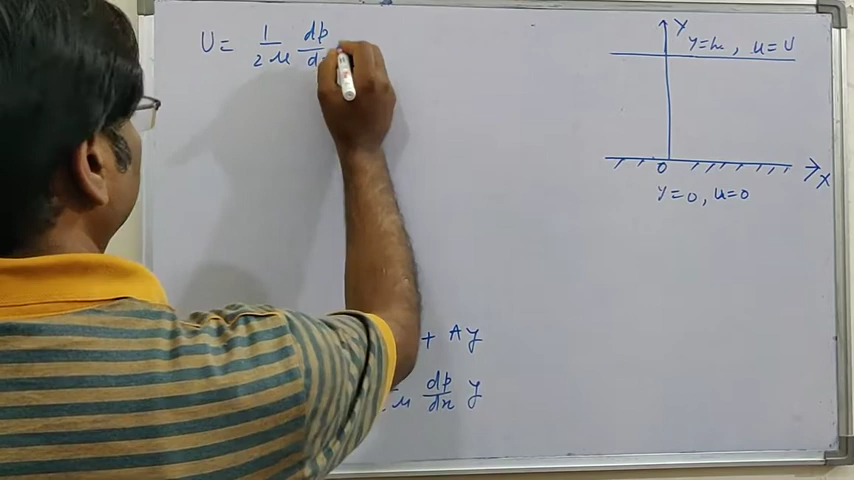 U = 1/2μ dp/d
+ Ay
μ dp/dx y
Y
y=h, u=U
0
X
y=0, u=0